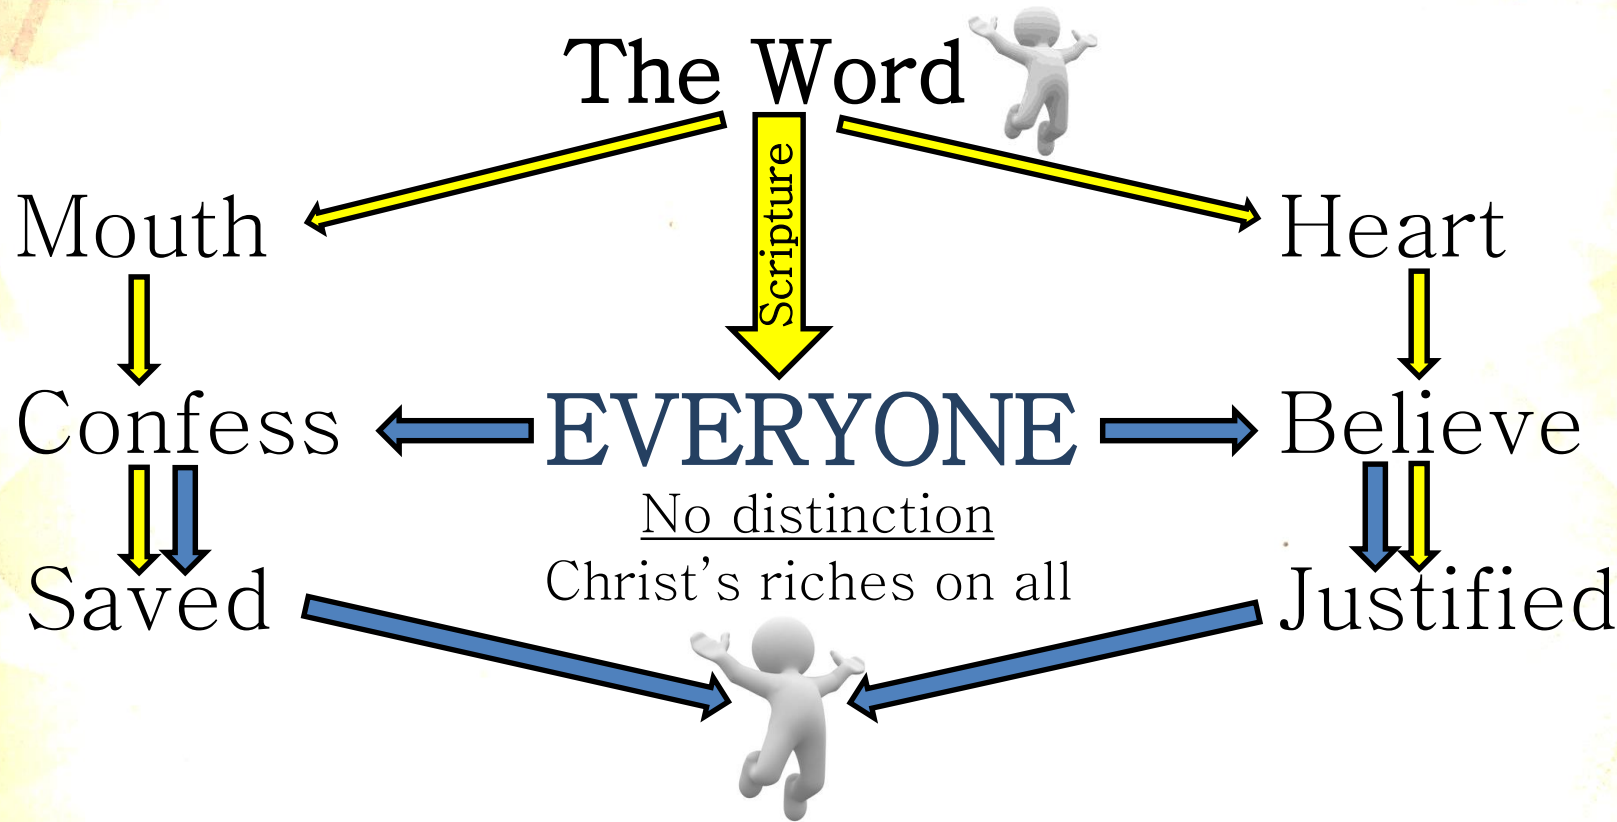 The Word
Scripture
Mouth
Heart
Confess
EVERYONE
Believe
No distinction
Christ’s riches on all
Saved
Justified